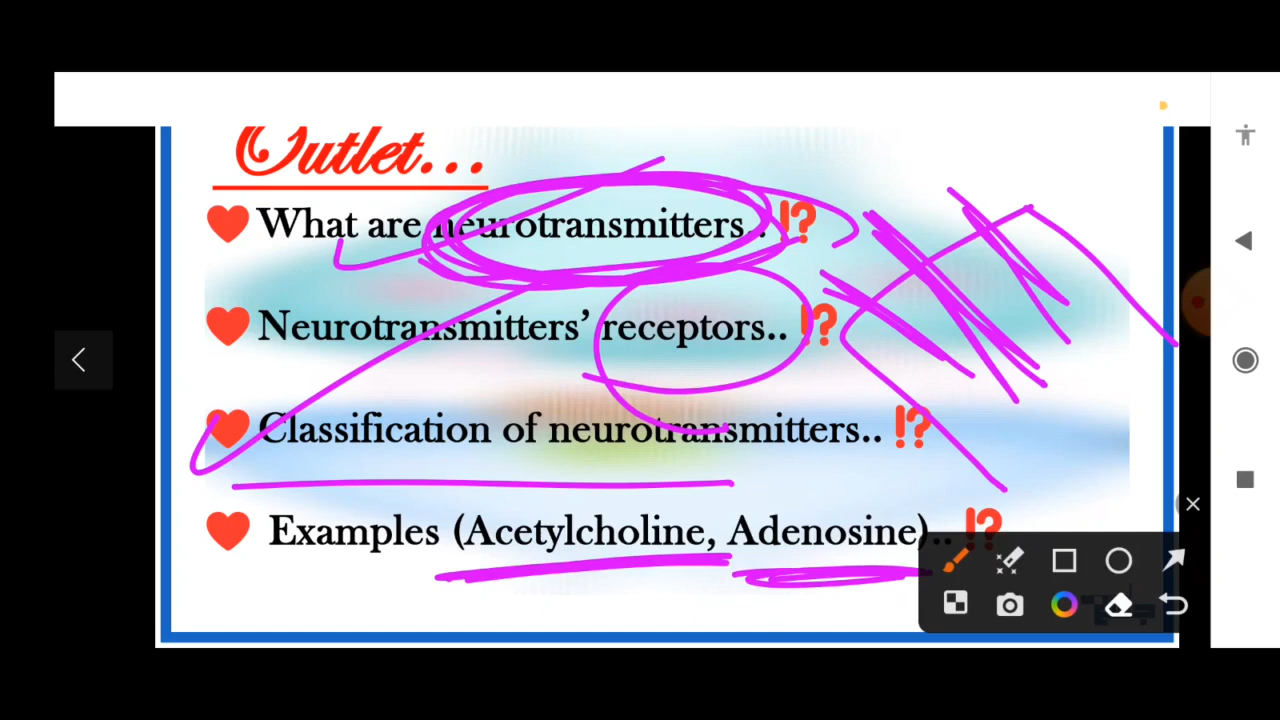 Outlet...
What are neurotransmitters.. ⁉
Neurotransmitters’ receptors.. ⁉
Classification of neurotransmitters.. ⁉
Examples (Acetylcholine, Adenosine).. ⁉